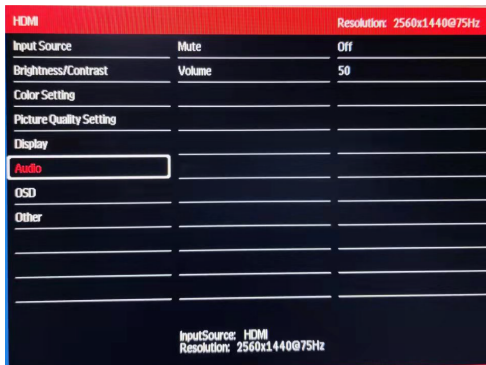 HDMI Resolution: 2560x1440@75Hz
Input Source Mute Off
Brightness/Contrast Volume 50
Color Setting
Picture Quality Setting
Display
Audio
OSD
Other
InputSource: HDMI
Resolution: 2560x1440@75Hz